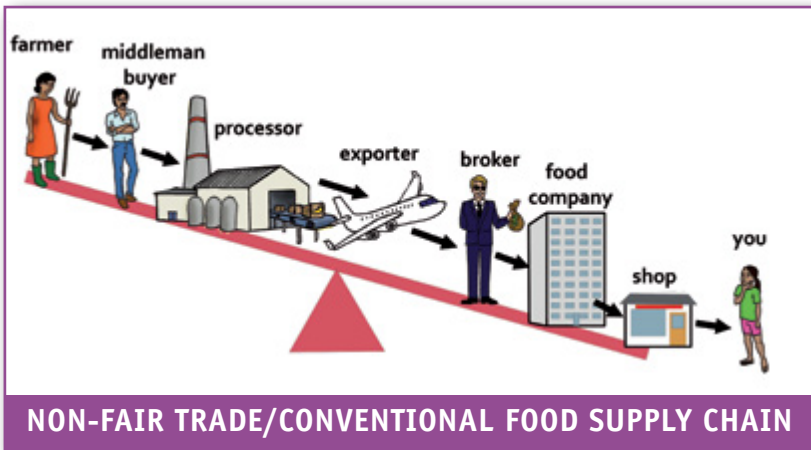 farmer
middleman
buyer
processor
exporter
broker
food
company
shop
you
NON-FAIR TRADE/CONVENTIONAL FOOD SUPPLY CHAIN